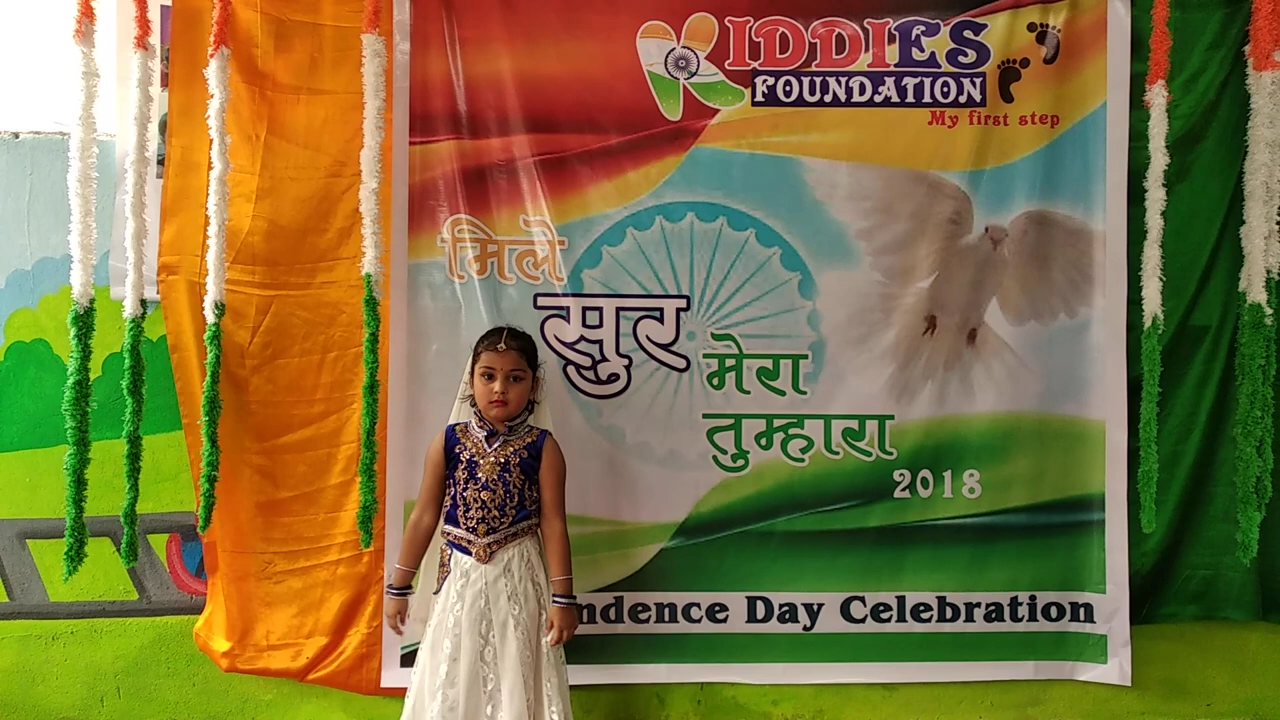 KIDDIES
FOUNDATION
My first step
मिले
सुर
मेरा
तुम्हारा
2018
ndence Day Celebration